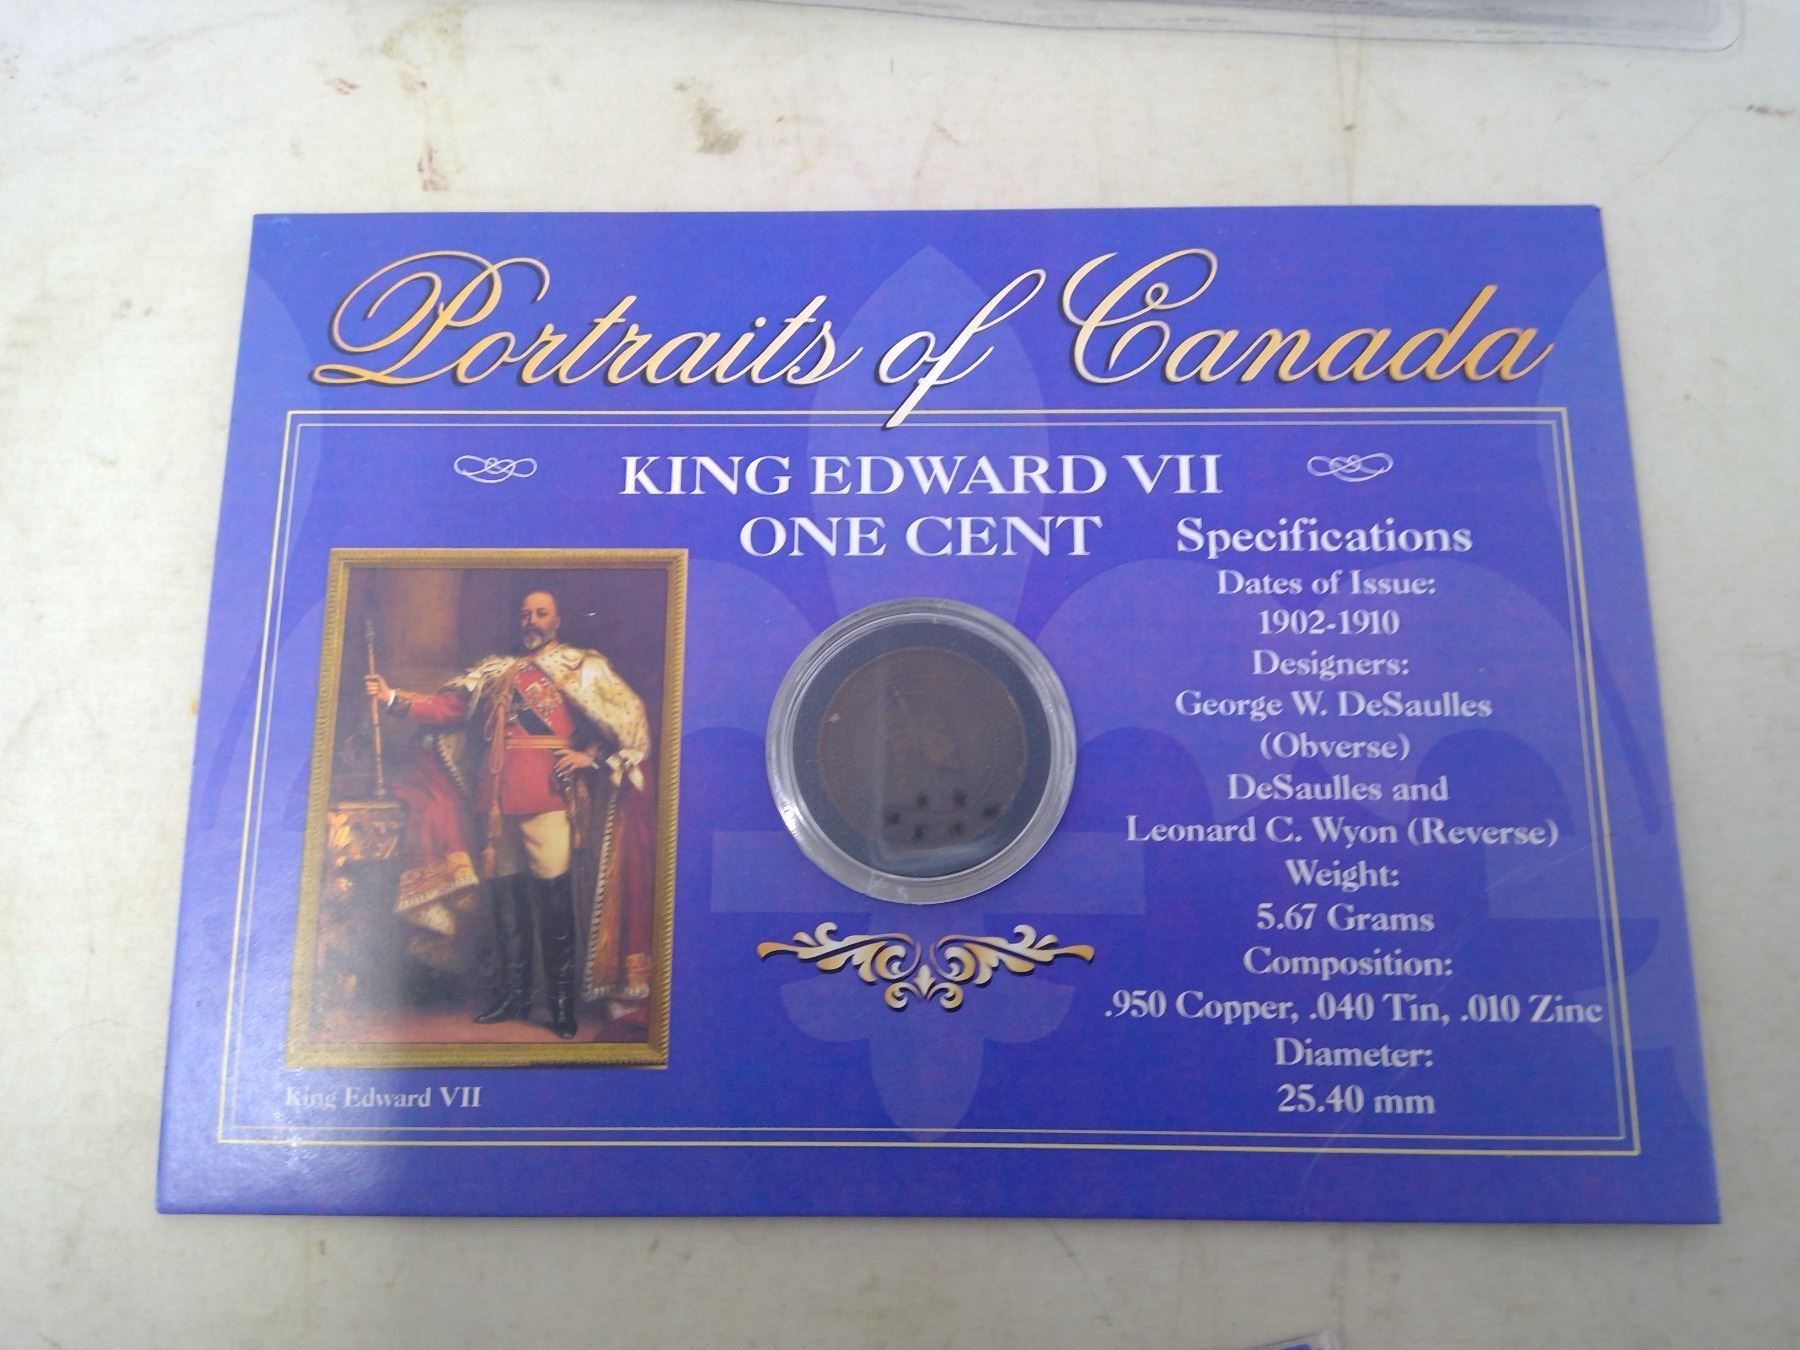 Portraits of Canada
KING EDWARD VII
ONE CENT
Specifications
Dates of Issue:
1902-1910
Designers:
George W. DeSaulles
(Obverse)
DeSaulles and
Leonard C. Wyon (Reverse)
Weight:
5.67 Grams
Composition:
.950 Copper, .040 Tin, .010 Zinc
Diameter:
25.40 mm
King Edward VII